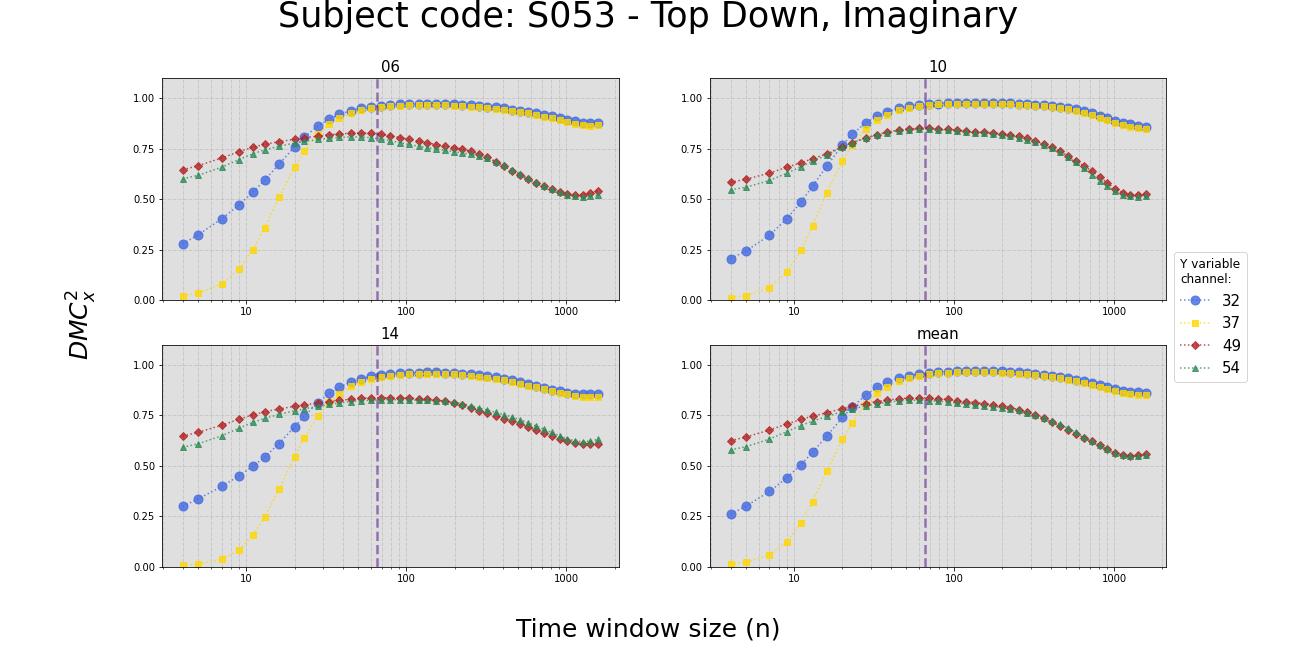 Subject code: S053 - Top Down, Imaginary
06
1.00
0.75
0.50
0.25
0.00
10 100 1000
10
1.00
0.75
0.50
0.25
0.00
10 100 1000
DMC²ₓ
14
1.00
0.75
0.50
0.25
0.00
10 100 1000
mean
1.00
0.75
0.50
0.25
0.00
10 100 1000
Y variable
channel:
32
37
49
54
Time window size (n)